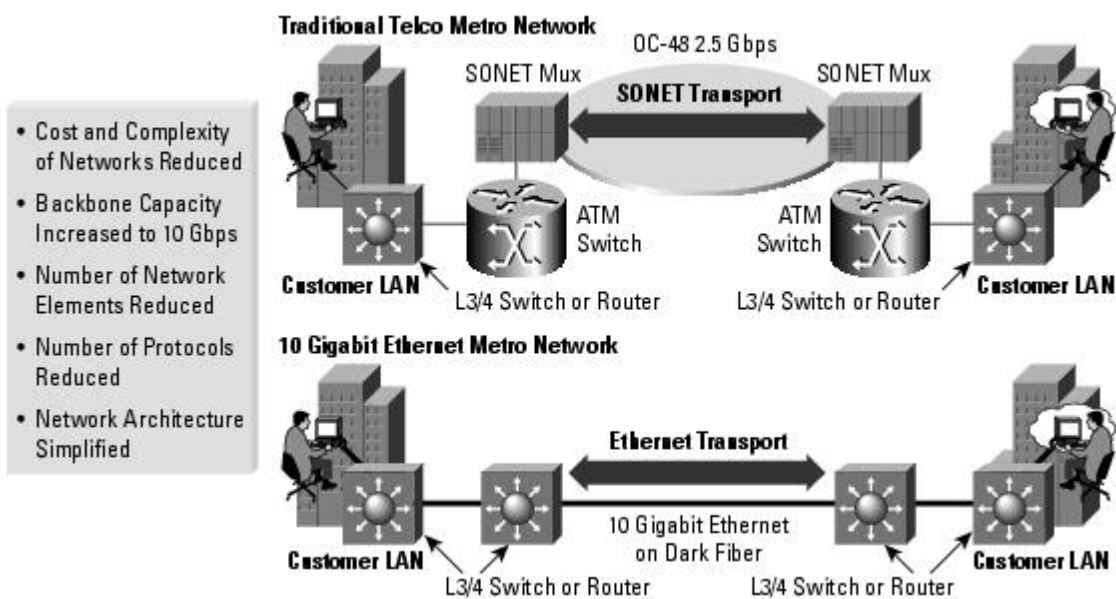 • Cost and Complexity
of Networks Reduced
• Backbone Capacity
Increased to 10 Gbps
• Number of Network
Elements Reduced
• Number of Protocols
Reduced
• Network Architecture
Simplified
Traditional Telco Metro Network
OC-48 2.5 Gbps
SONET Mux
SONET Mux
SONET Transport
ATM
Switch
ATM
Switch
Customer LAN
Customer LAN
L3/4 Switch or Router
L3/4 Switch or Router
10 Gigabit Ethernet Metro Network
Ethernet Transport
10 Gigabit Ethernet
on Dark Fiber
Customer LAN
Customer LAN
L3/4 Switch or Router
L3/4 Switch or Router